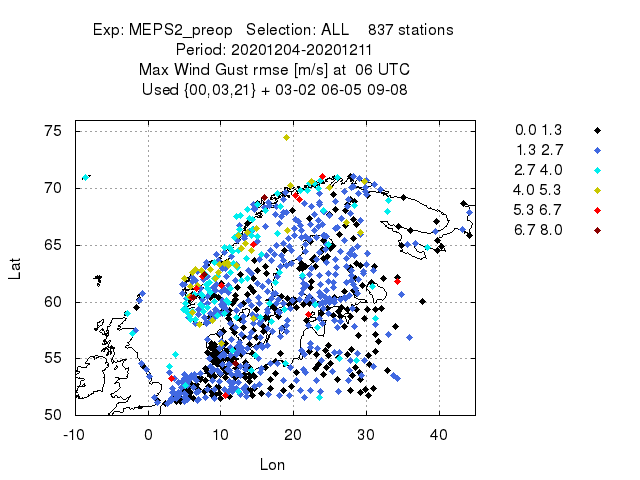 Exp: MEPS2_preop   Selection: ALL    837 stations
Period: 20201204-20201211
Max Wind Gust rmse [m/s] at  06 UTC
Used {00,03,21} + 03-02 06-05 09-08
0.0 1.3
1.3 2.7
2.7 4.0
4.0 5.3
5.3 6.7
6.7 8.0
75
70
65
60
55
50
Lat
-10 0 10 20 30 40
Lon